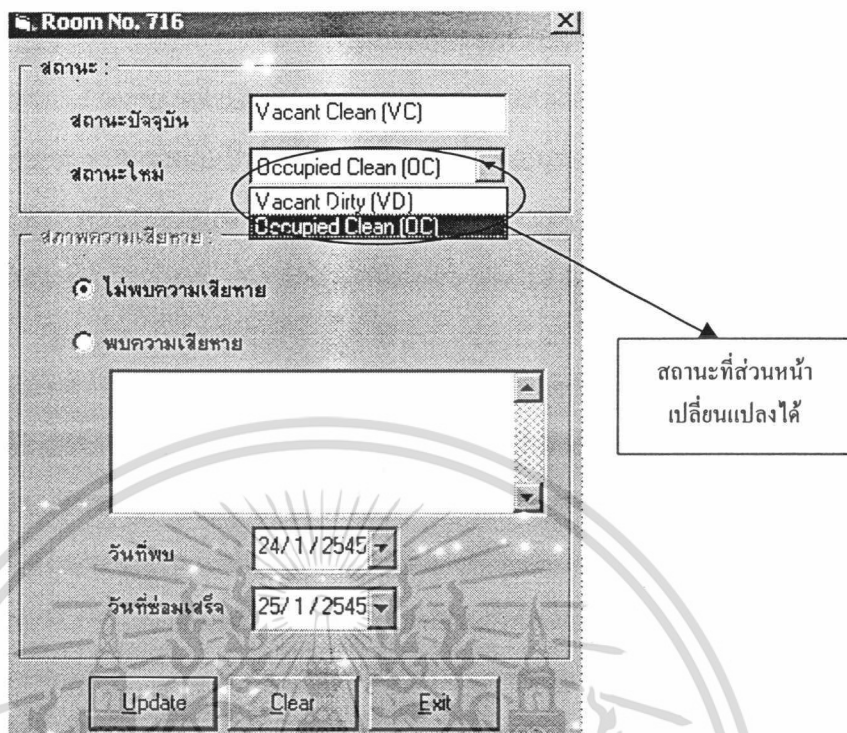 Room No. 716
สถานะ :
สถานะปัจจุบัน
Vacant Clean (VC)
สถานะใหม่
Occupied Clean (OC)
Vacant Dirty (VD)
Occupied Clean (OC)
สภาพความเสียหาย :
ไม่พบความเสียหาย
พบความเสียหาย
สถานะที่ส่วนหน้า
เปลี่ยนแปลงได้
วันที่พบ
24/ 1 / 2545
วันที่ซ่อมเสร็จ
25/ 1 / 2545
Update
Clear
Exit